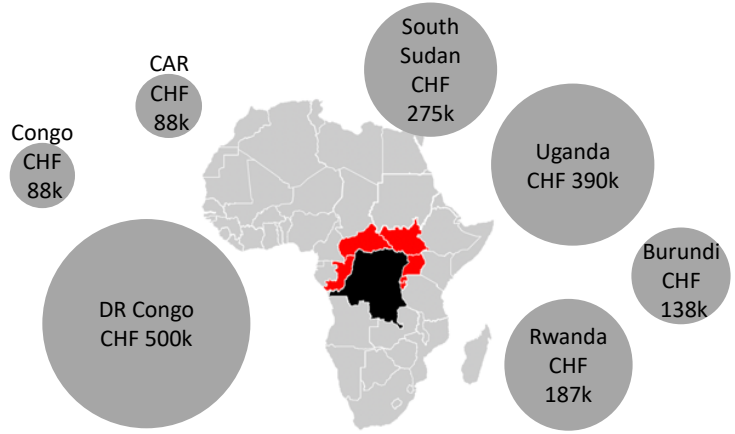 South
Sudan
CHF
275k
CAR
CHF
88k
Congo
CHF
88k
Uganda
CHF 390k
Burundi
CHF
138k
DR Congo
CHF 500k
Rwanda
CHF
187k